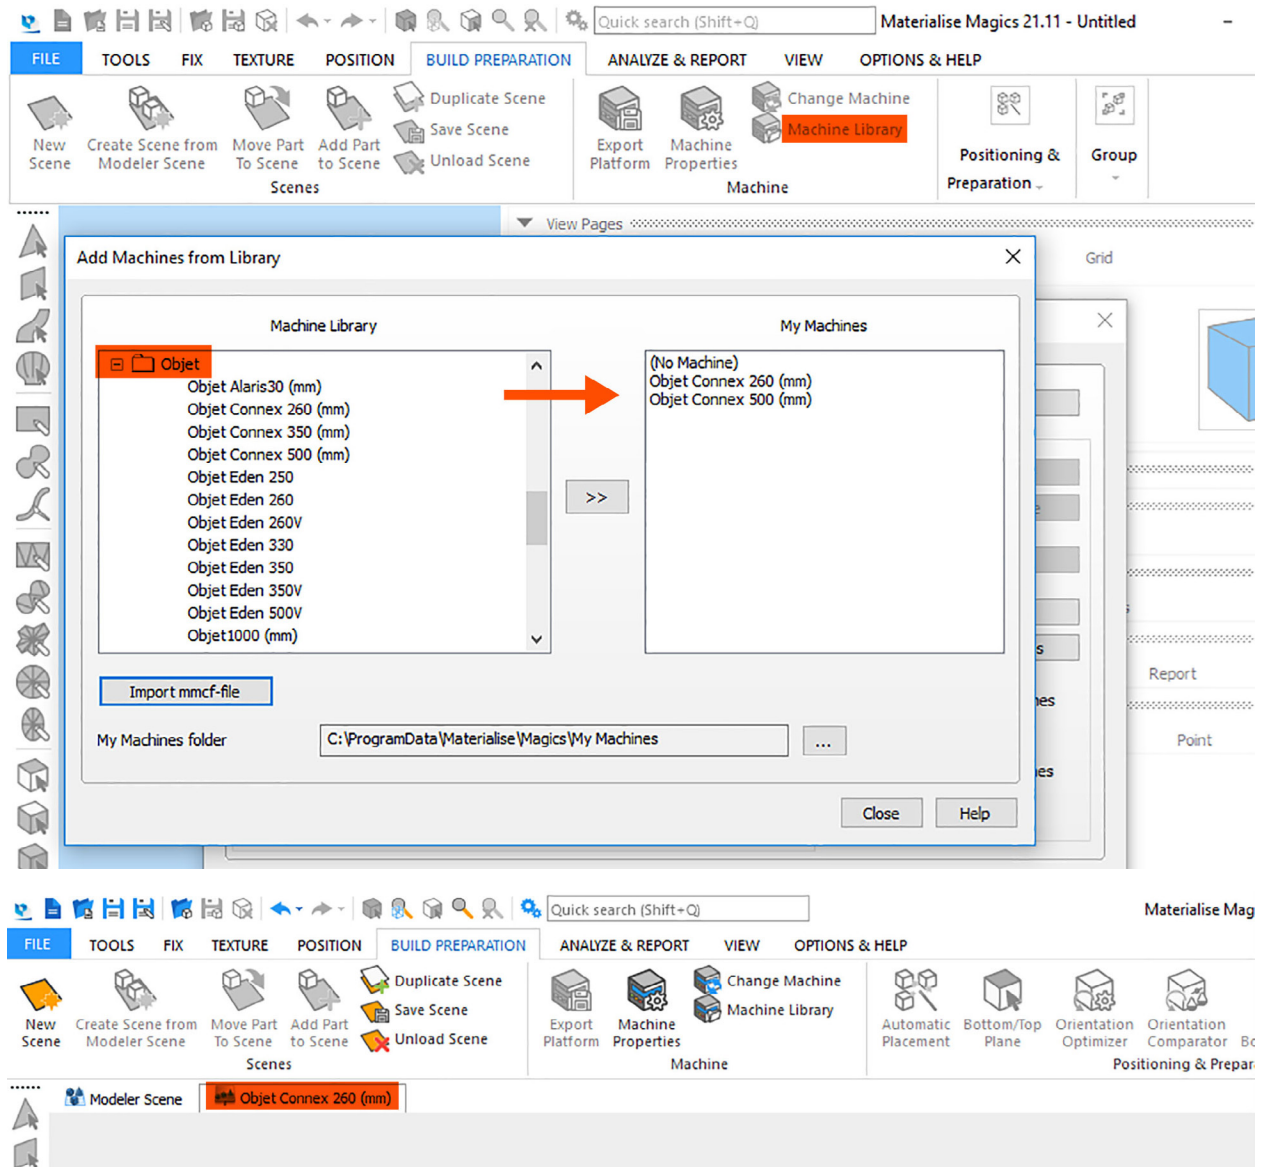 Quick search (Shift+Q)
Materialise Magics 21.11 - Untitled
FILE TOOLS FIX TEXTURE POSITION BUILD PREPARATION ANALYZE & REPORT VIEW OPTIONS & HELP
New Scene
Create Scene from Modeler Scene
Move Part To Scene
Add Part to Scene
Duplicate Scene
Save Scene
Unload Scene
Scenes
Export Platform
Machine Properties
Change Machine
Machine Library
Machine
Positioning & Preparation
Group
View Pages
Grid
Add Machines from Library
Machine Library
Objet
Objet Alaris30 (mm)
Objet Connex 260 (mm)
Objet Connex 350 (mm)
Objet Connex 500 (mm)
Objet Eden 250
Objet Eden 260
Objet Eden 260V
Objet Eden 330
Objet Eden 350
Objet Eden 350V
Objet Eden 500V
Objet1000 (mm)
>>
My Machines
(No Machine)
Objet Connex 260 (mm)
Objet Connex 500 (mm)
Import mmcf-file
My Machines folder
C:\ProgramData\Materialise\Magics\My Machines
...
Close
Help
Report
Point
Quick search (Shift+Q)
Materialise Mag
FILE TOOLS FIX TEXTURE POSITION BUILD PREPARATION ANALYZE & REPORT VIEW OPTIONS & HELP
New Scene
Create Scene from Modeler Scene
Move Part To Scene
Add Part to Scene
Duplicate Scene
Save Scene
Unload Scene
Scenes
Export Platform
Machine Properties
Change Machine
Machine Library
Machine
Automatic Placement
Bottom/Top Plane
Orientation Optimizer
Orientation Comparator
Positioning & Prepar
Modeler Scene
Objet Connex 260 (mm)